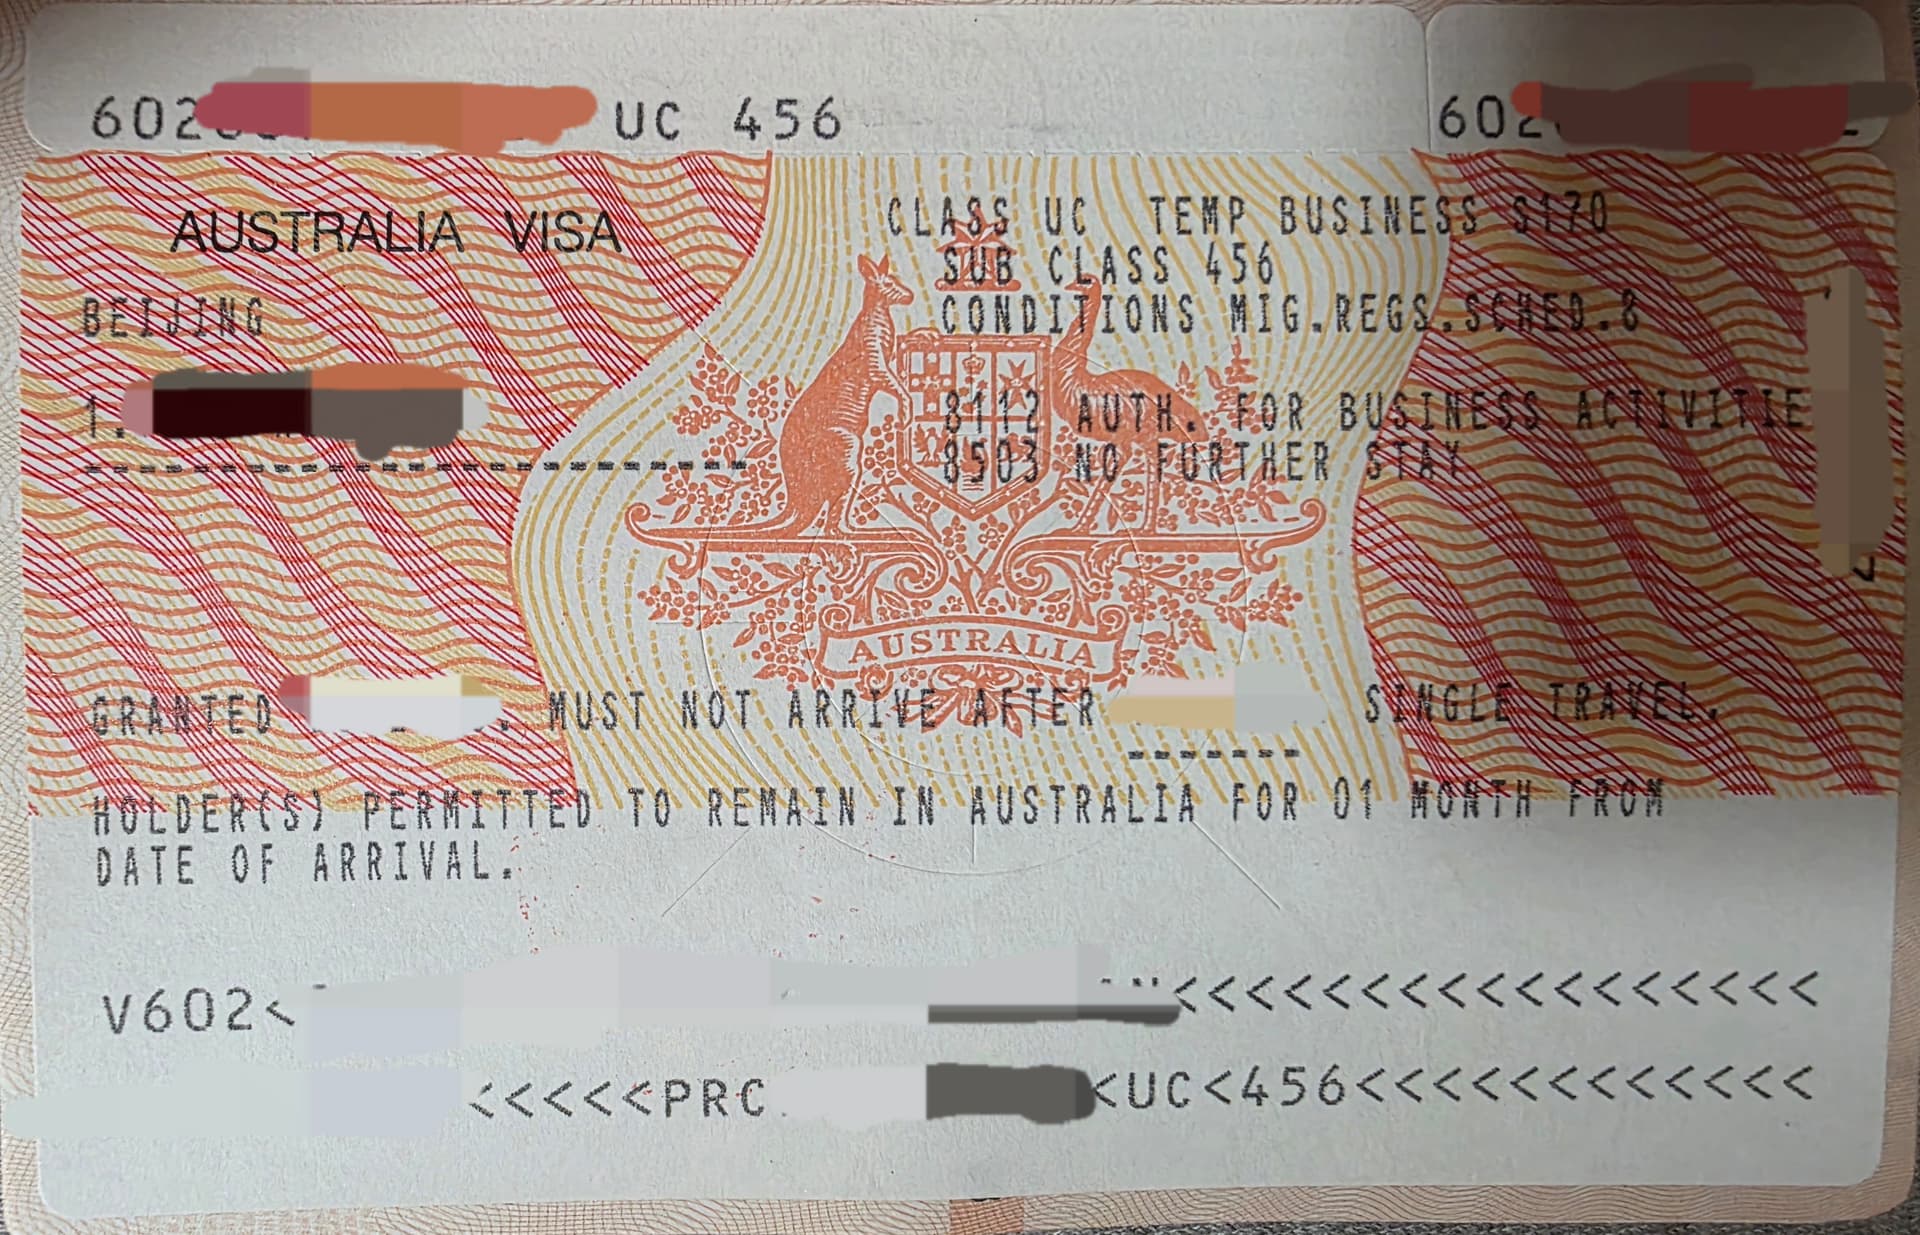 UC 456
AUSTRALIA VISA
CLASS UC TEMP BUSINESS S170
SUB CLASS 456
BEIJING
CONDITIONS MIG.REGS.SCHED.8
1.
8112 AUTH. FOR BUSINESS ACTIVITIE
8503 NO FURTHER STAY
AUSTRALIA
GRANTED MUST NOT ARRIVE AFTER SINGLE TRAVEL.
HOLDER(S) PERMITTED TO REMAIN IN AUSTRALIA FOR 01 MONTH FROM
DATE OF ARRIVAL.
V602< <<<<<<<<<<<<<<<<<
<<<<<PRC <UC<456<<<<<<<<<<<<<